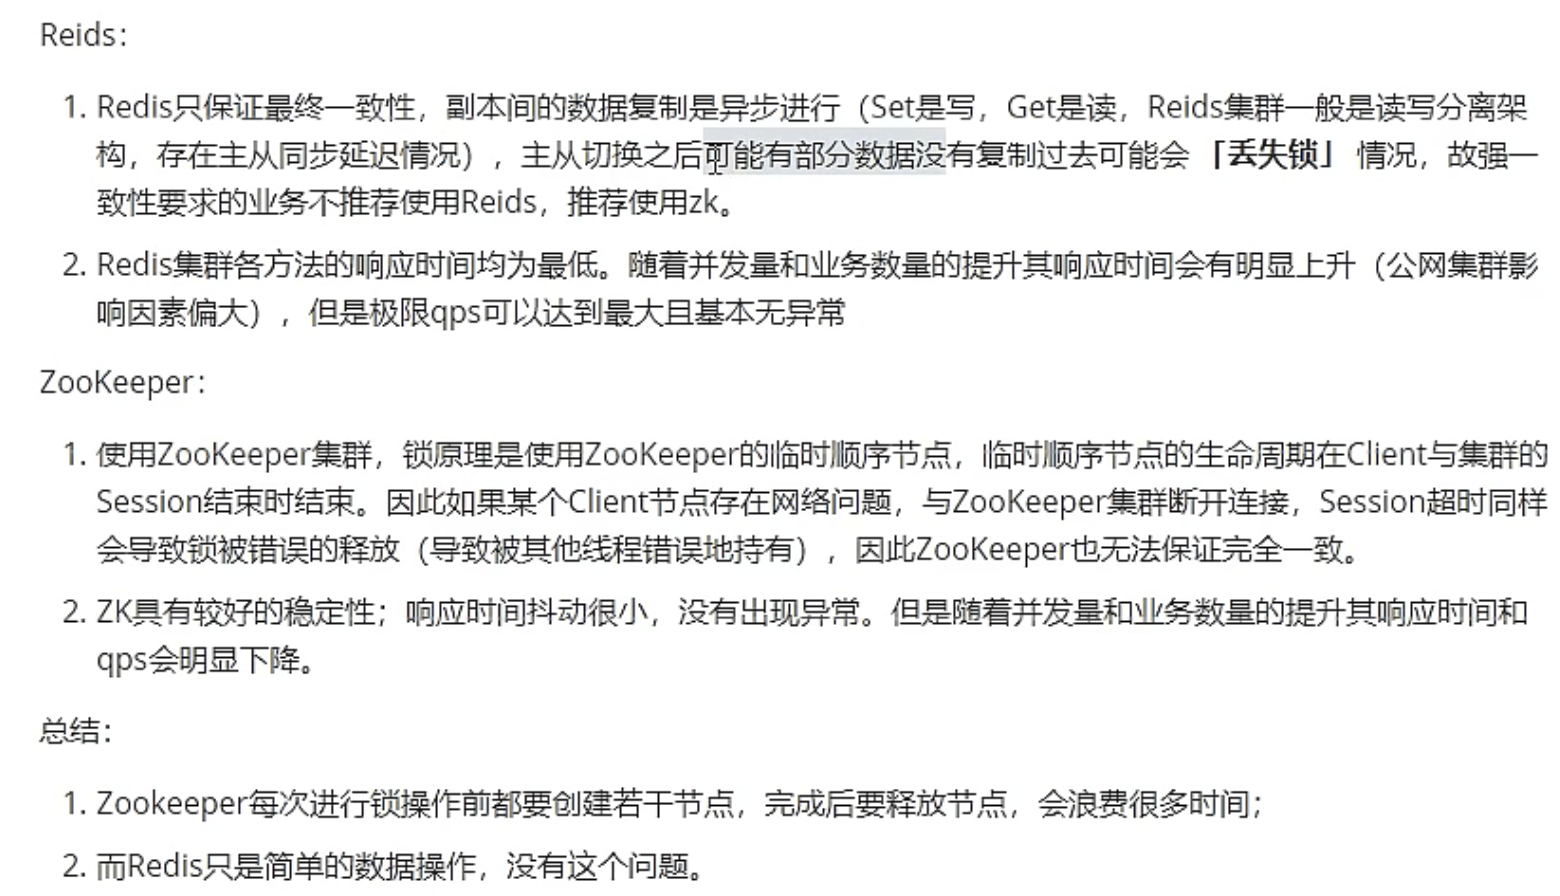 Reids：
1. Redis只保证最终一致性，副本间的数据复制是异步进行（Set是写，Get是读，Reids集群一般是读写分离架
构，存在主从同步延迟情况），主从切换之后可能有部分数据没有复制过去可能会「丢失锁」情况，故强一
致性要求的业务不推荐使用Reids，推荐使用zk。
2. Redis集群各方法的响应时间均为最低。随着并发量和业务数量的提升其响应时间会有明显上升（公网集群影
响因素偏大），但是极限qps可以达到最大且基本无异常
ZooKeeper：
1. 使用ZooKeeper集群，锁原理是使用ZooKeeper的临时顺序节点，临时顺序节点的生命周期在Client与集群的
Session结束时结束。因此如果某个Client节点存在网络问题，与ZooKeeper集群断开连接，Session超时同样
会导致锁被错误的释放（导致被其他线程错误地持有），因此ZooKeeper也无法保证完全一致。
2. ZK具有较好的稳定性；响应时间抖动很小，没有出现异常。但是随着并发量和业务数量的提升其响应时间和
qps会明显下降。
总结：
1. Zookeeper每次进行锁操作前都要创建若干节点，完成后要释放节点，会浪费很多时间；
2. 而Redis只是简单的数据操作，没有这个问题。